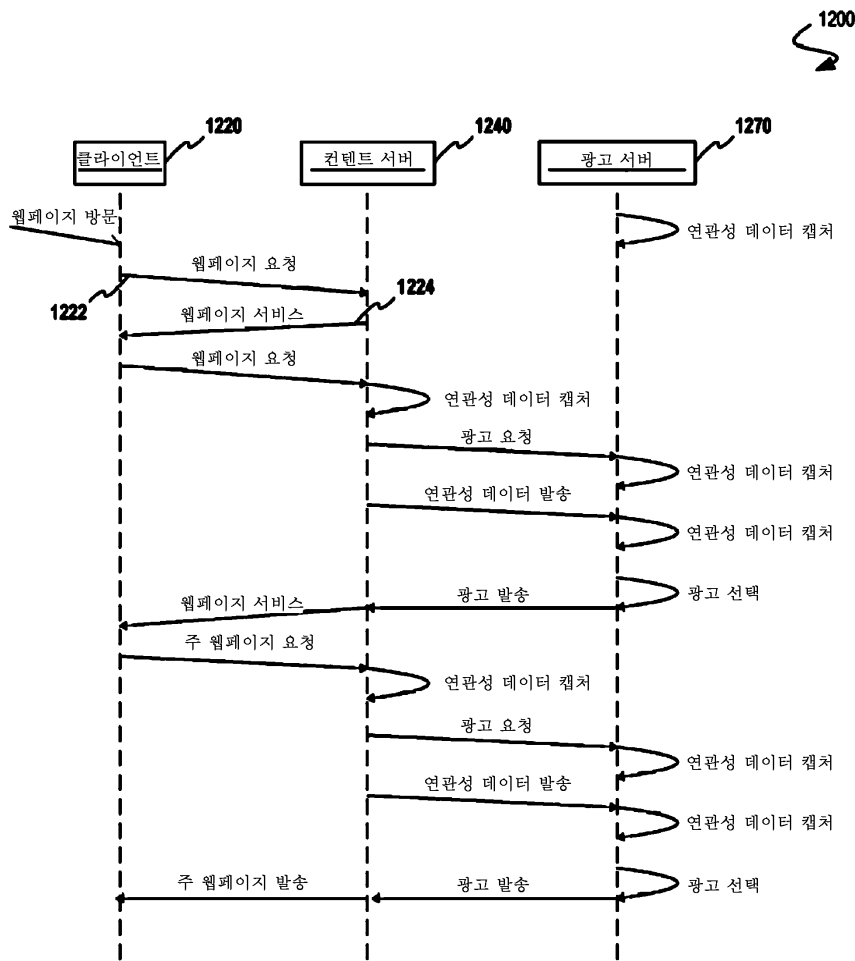 1200
1220
1240
1270
클라이언트
컨텐트 서버
광고 서버
웹페이지 방문
연관성 데이터 캡처
웹페이지 요청
1222
1224
웹페이지 서비스
웹페이지 요청
연관성 데이터 캡처
광고 요청
연관성 데이터 캡처
연관성 데이터 발송
연관성 데이터 캡처
웹페이지 서비스
광고 발송
광고 선택
주 웹페이지 요청
연관성 데이터 캡처
광고 요청
연관성 데이터 캡처
연관성 데이터 발송
연관성 데이터 캡처
주 웹페이지 발송
광고 발송
광고 선택